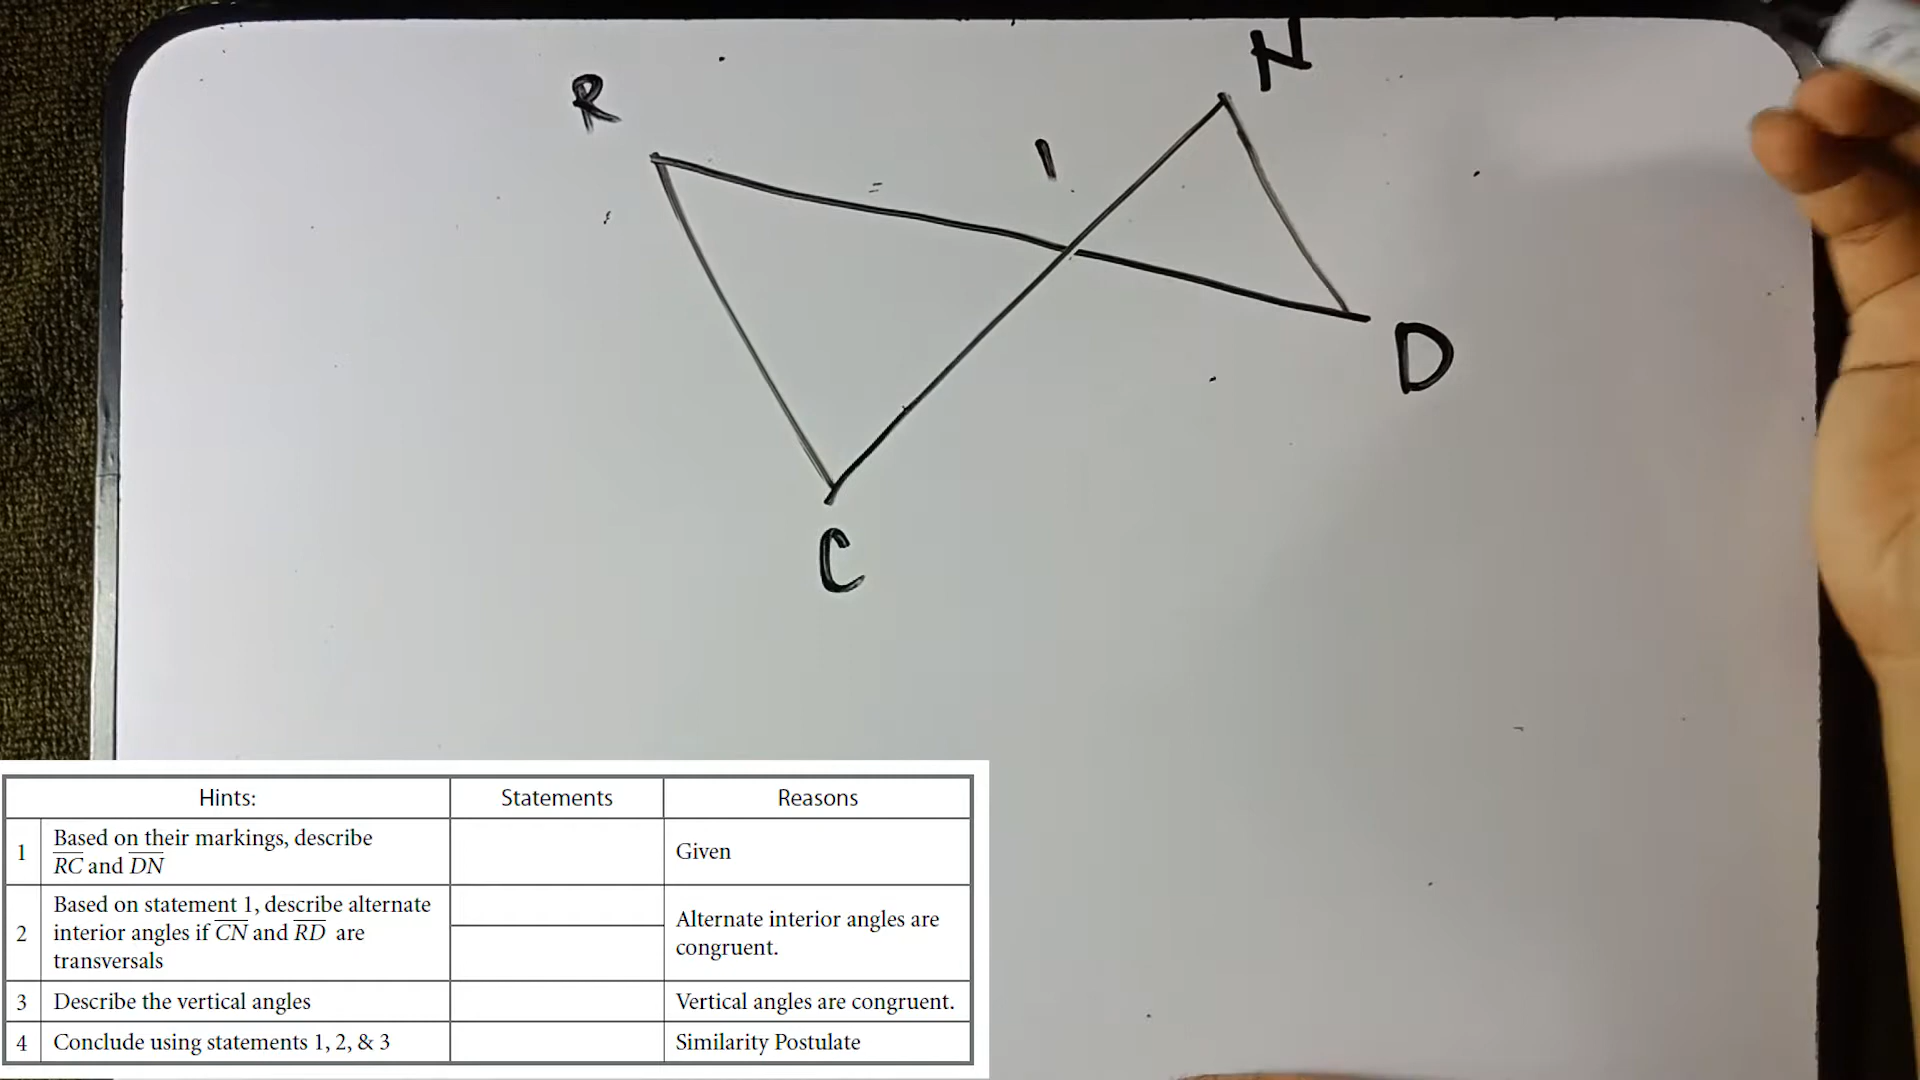 R
N
I
D
C
Hints:
Statements
Reasons
1
Based on their markings, describe
RC and DN
Given
2
Based on statement 1, describe alternate
interior angles if CN and RD are
transversals
Alternate interior angles are
congruent.
3
Describe the vertical angles
Vertical angles are congruent.
4
Conclude using statements 1, 2, & 3
Similarity Postulate